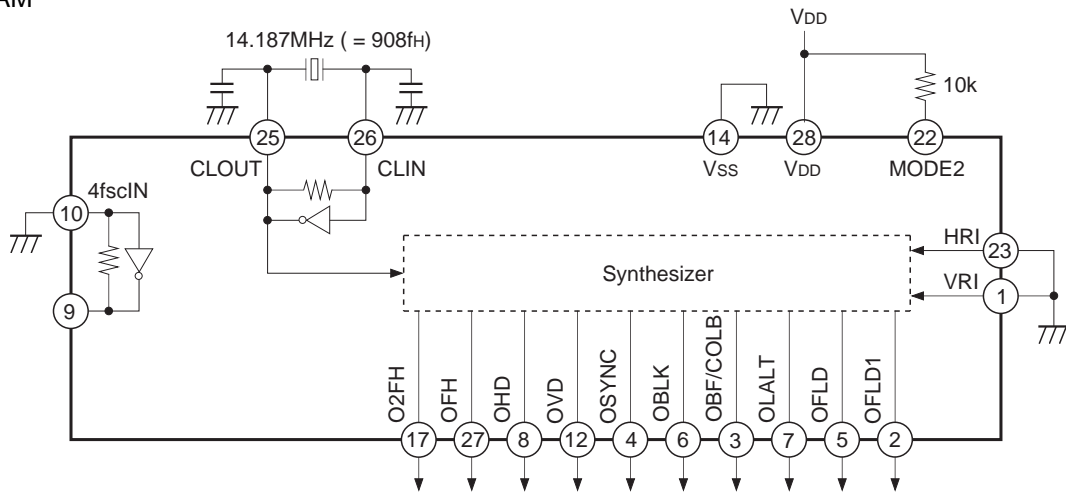 AM
VDD
14.187MHz ( = 908fH)
10k
25
26
14
28
22
CLOUT
CLIN
VSS
VDD
MODE2
4fscIN
10
HRI
23
Synthesizer
VRI
1
9
O2FH
OFH
OHD
OVD
OSYNC
OBLK
OBF/COLB
OLALT
OFLD
OFLD1
17
27
8
12
4
6
3
7
5
2